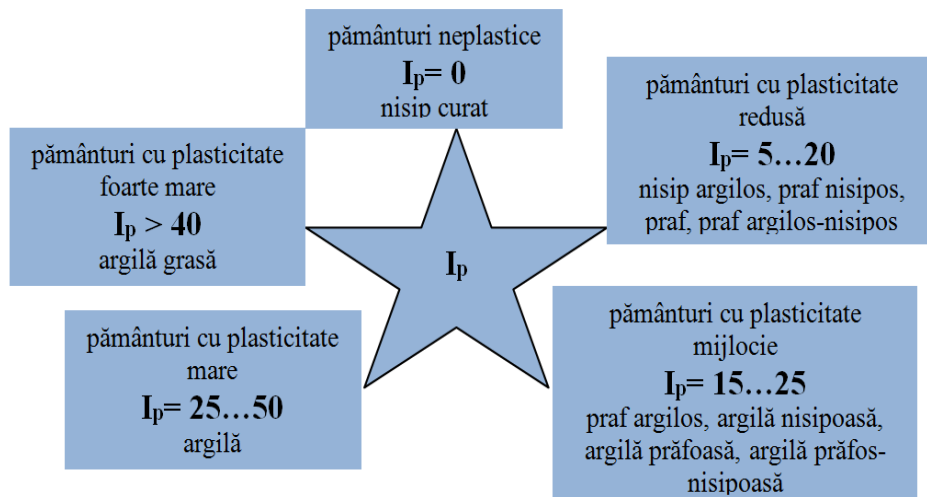 pământuri neplastice
Ip= 0
nisip curat
pământuri cu plasticitate
redusă
Ip= 5…20
nisip argilos, praf nisipos,
praf, praf argilos-nisipos
pământuri cu plasticitate
foarte mare
Ip > 40
argilă grasă
Ip
pământuri cu plasticitate
mare
Ip= 25…50
argilă
pământuri cu plasticitate
mijlocie
Ip= 15…25
praf argilos, argilă nisipoasă,
argilă prăfoasă, argilă prăfos-
nisipoasă